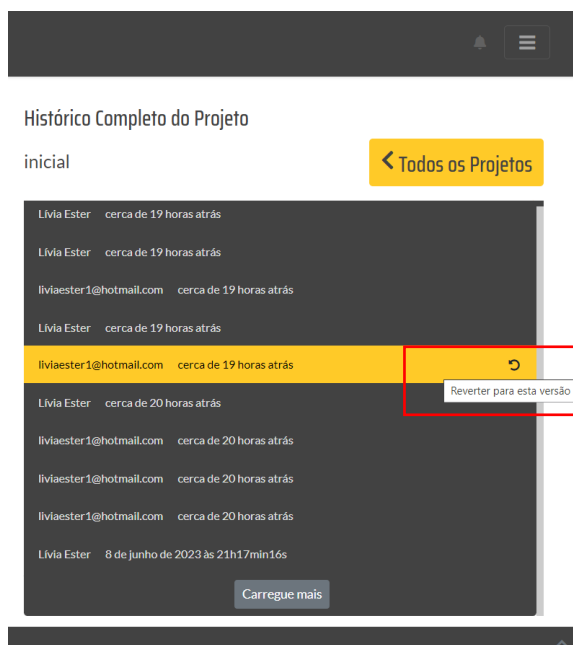 Histórico Completo do Projeto
inicial
Todos os Projetos
Lívia Ester cerca de 19 horas atrás
Lívia Ester cerca de 19 horas atrás
liviaester1@hotmail.com cerca de 19 horas atrás
Lívia Ester cerca de 19 horas atrás
liviaester1@hotmail.com cerca de 19 horas atrás
Reverter para esta versão
Lívia Ester cerca de 20 horas atrás
liviaester1@hotmail.com cerca de 20 horas atrás
liviaester1@hotmail.com cerca de 20 horas atrás
liviaester1@hotmail.com cerca de 20 horas atrás
Lívia Ester 8 de junho de 2023 às 21h17min16s
Carregue mais